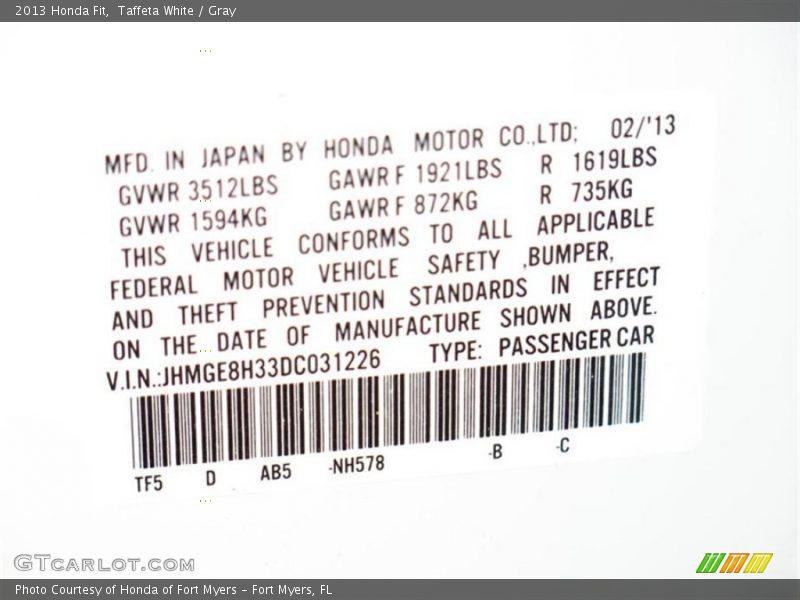 2013 Honda Fit,  Taffeta White / Gray
MFD. IN JAPAN BY HONDA MOTOR CO.,LTD; 02/'13
GVWR 3512LBS GAWR F 1921LBS R 1619LBS
GVWR 1594KG GAWR F 872KG R 735KG
THIS VEHICLE CONFORMS TO ALL APPLICABLE
FEDERAL MOTOR VEHICLE SAFETY ,BUMPER,
AND THEFT PREVENTION STANDARDS IN EFFECT
ON THE DATE OF MANUFACTURE SHOWN ABOVE.
V.I.N.:JHMGE8H33DC031226 TYPE: PASSENGER CAR
TF5 D AB5 -NH578 -B -C
GTCARLOT.COM
Photo Courtesy of Honda of Fort Myers – Fort Myers, FL